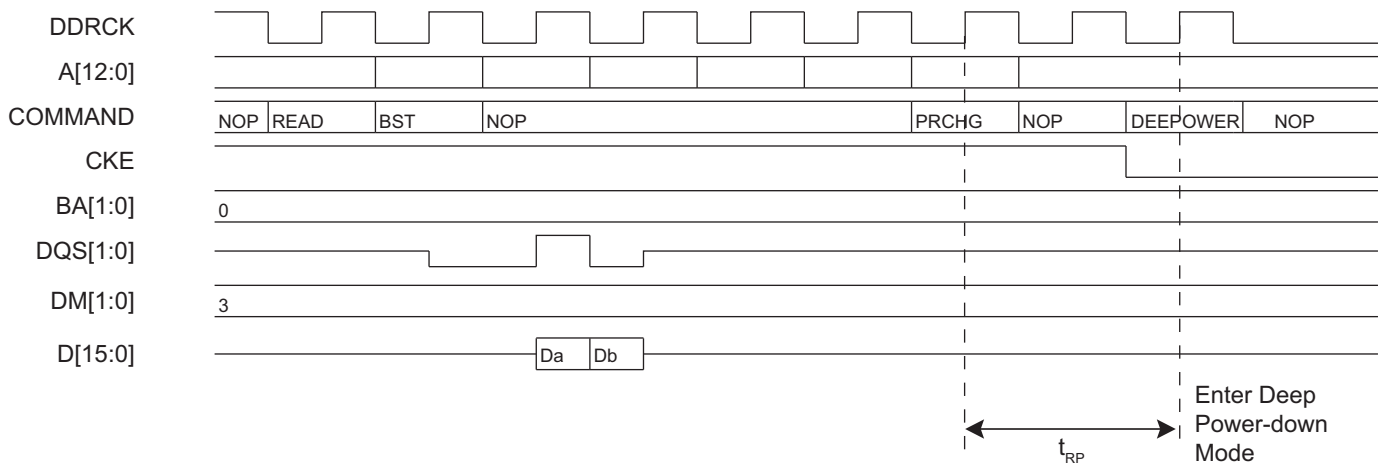 DDRCK
A[12:0]
COMMAND NOP READ BST NOP PRCHG NOP DEEPOWER NOP
CKE
BA[1:0] 0
DQS[1:0]
DM[1:0] 3
D[15:0] Da Db
Enter Deep
Power-down
Mode
tRP